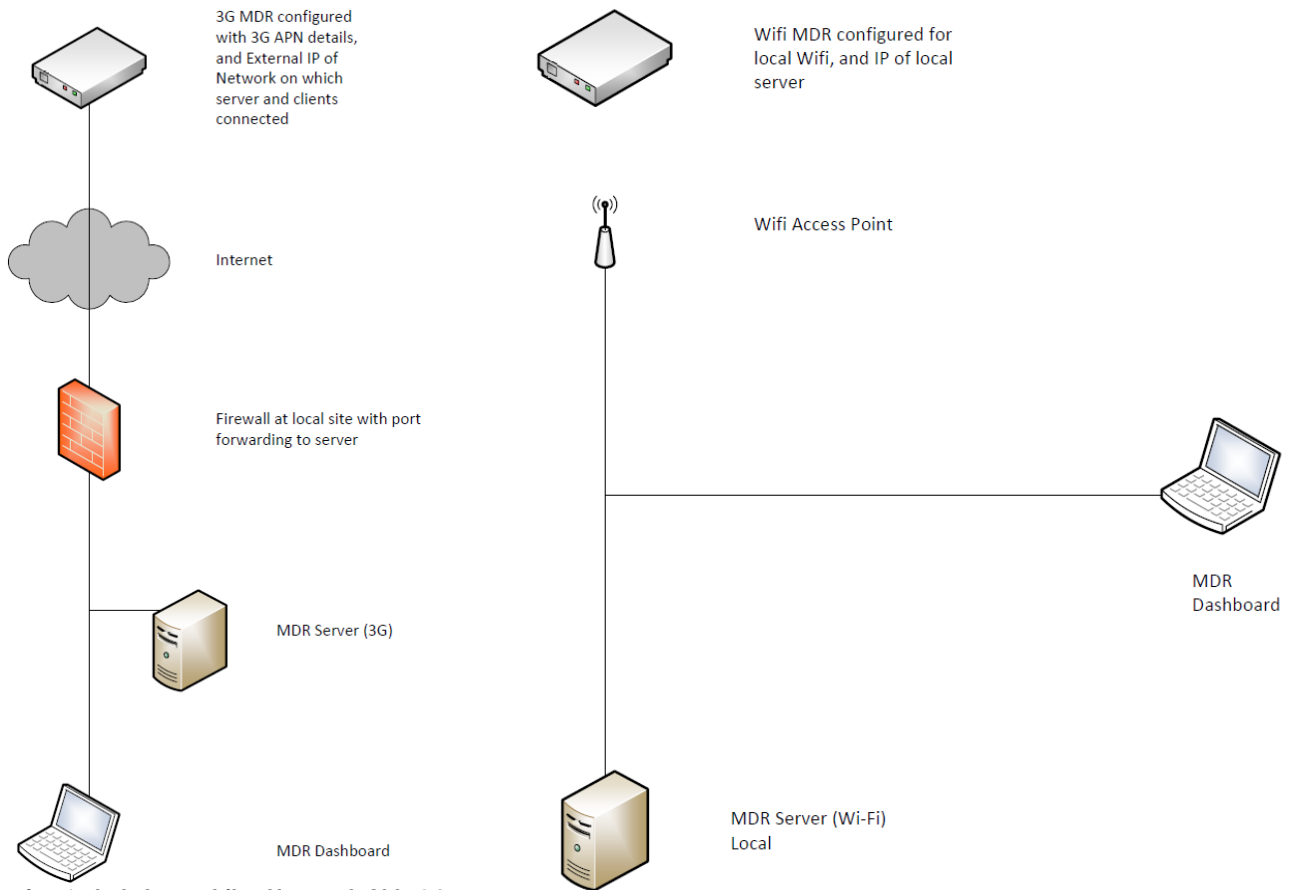 3G MDR configured
with 3G APN details,
and External IP of
Network on which
server and clients
connected
Internet
Firewall at local site with port
forwarding to server
MDR Server (3G)
MDR Dashboard
Wifi MDR configured for
local Wifi, and IP of local
server
Wifi Access Point
MDR
Dashboard
MDR Server (Wi-Fi)
Local